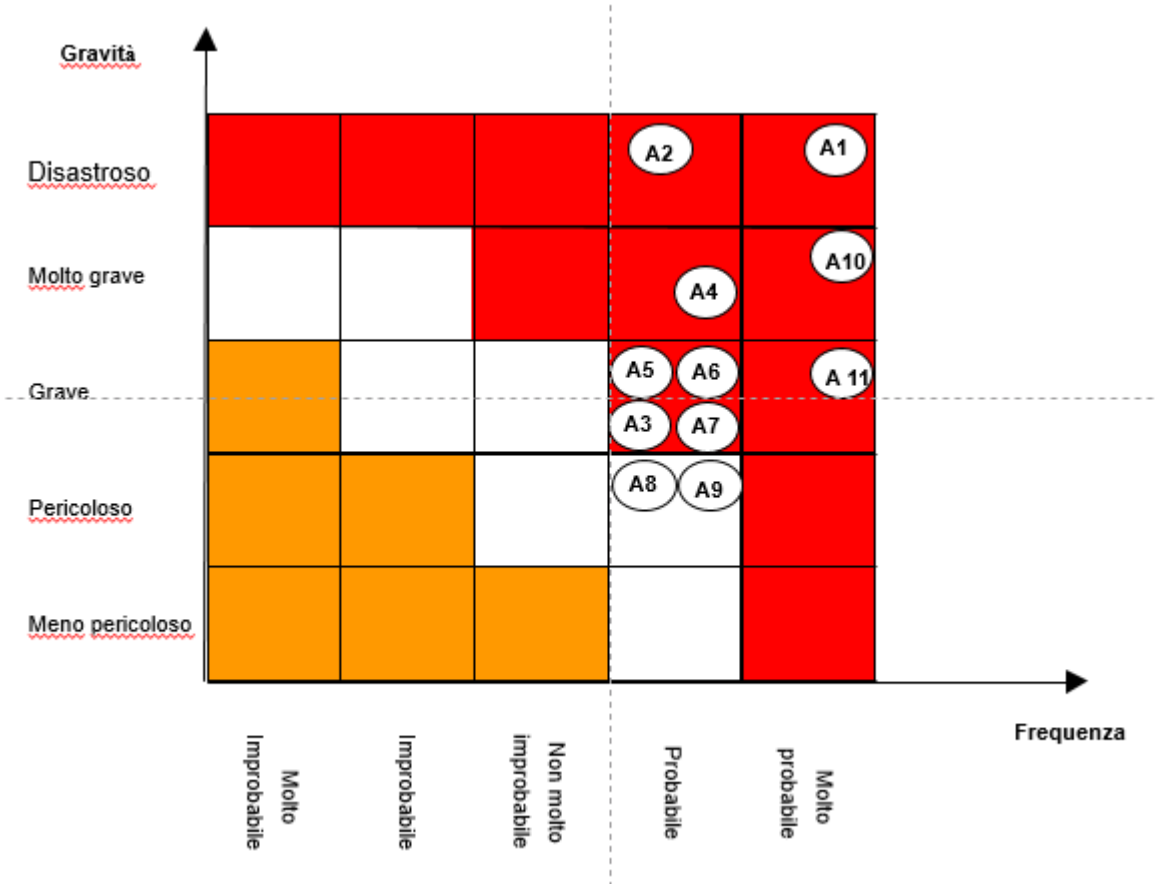 Gravità
Disastroso
A2
A1
Molto grave
A10
A4
Grave
A5
A6
A 11
A3
A7
Pericoloso
A8
A9
Meno pericoloso
Frequenza
Molto
Improbabile
Improbabile
Non molto
improbabile
Probabile
Molto
probabile